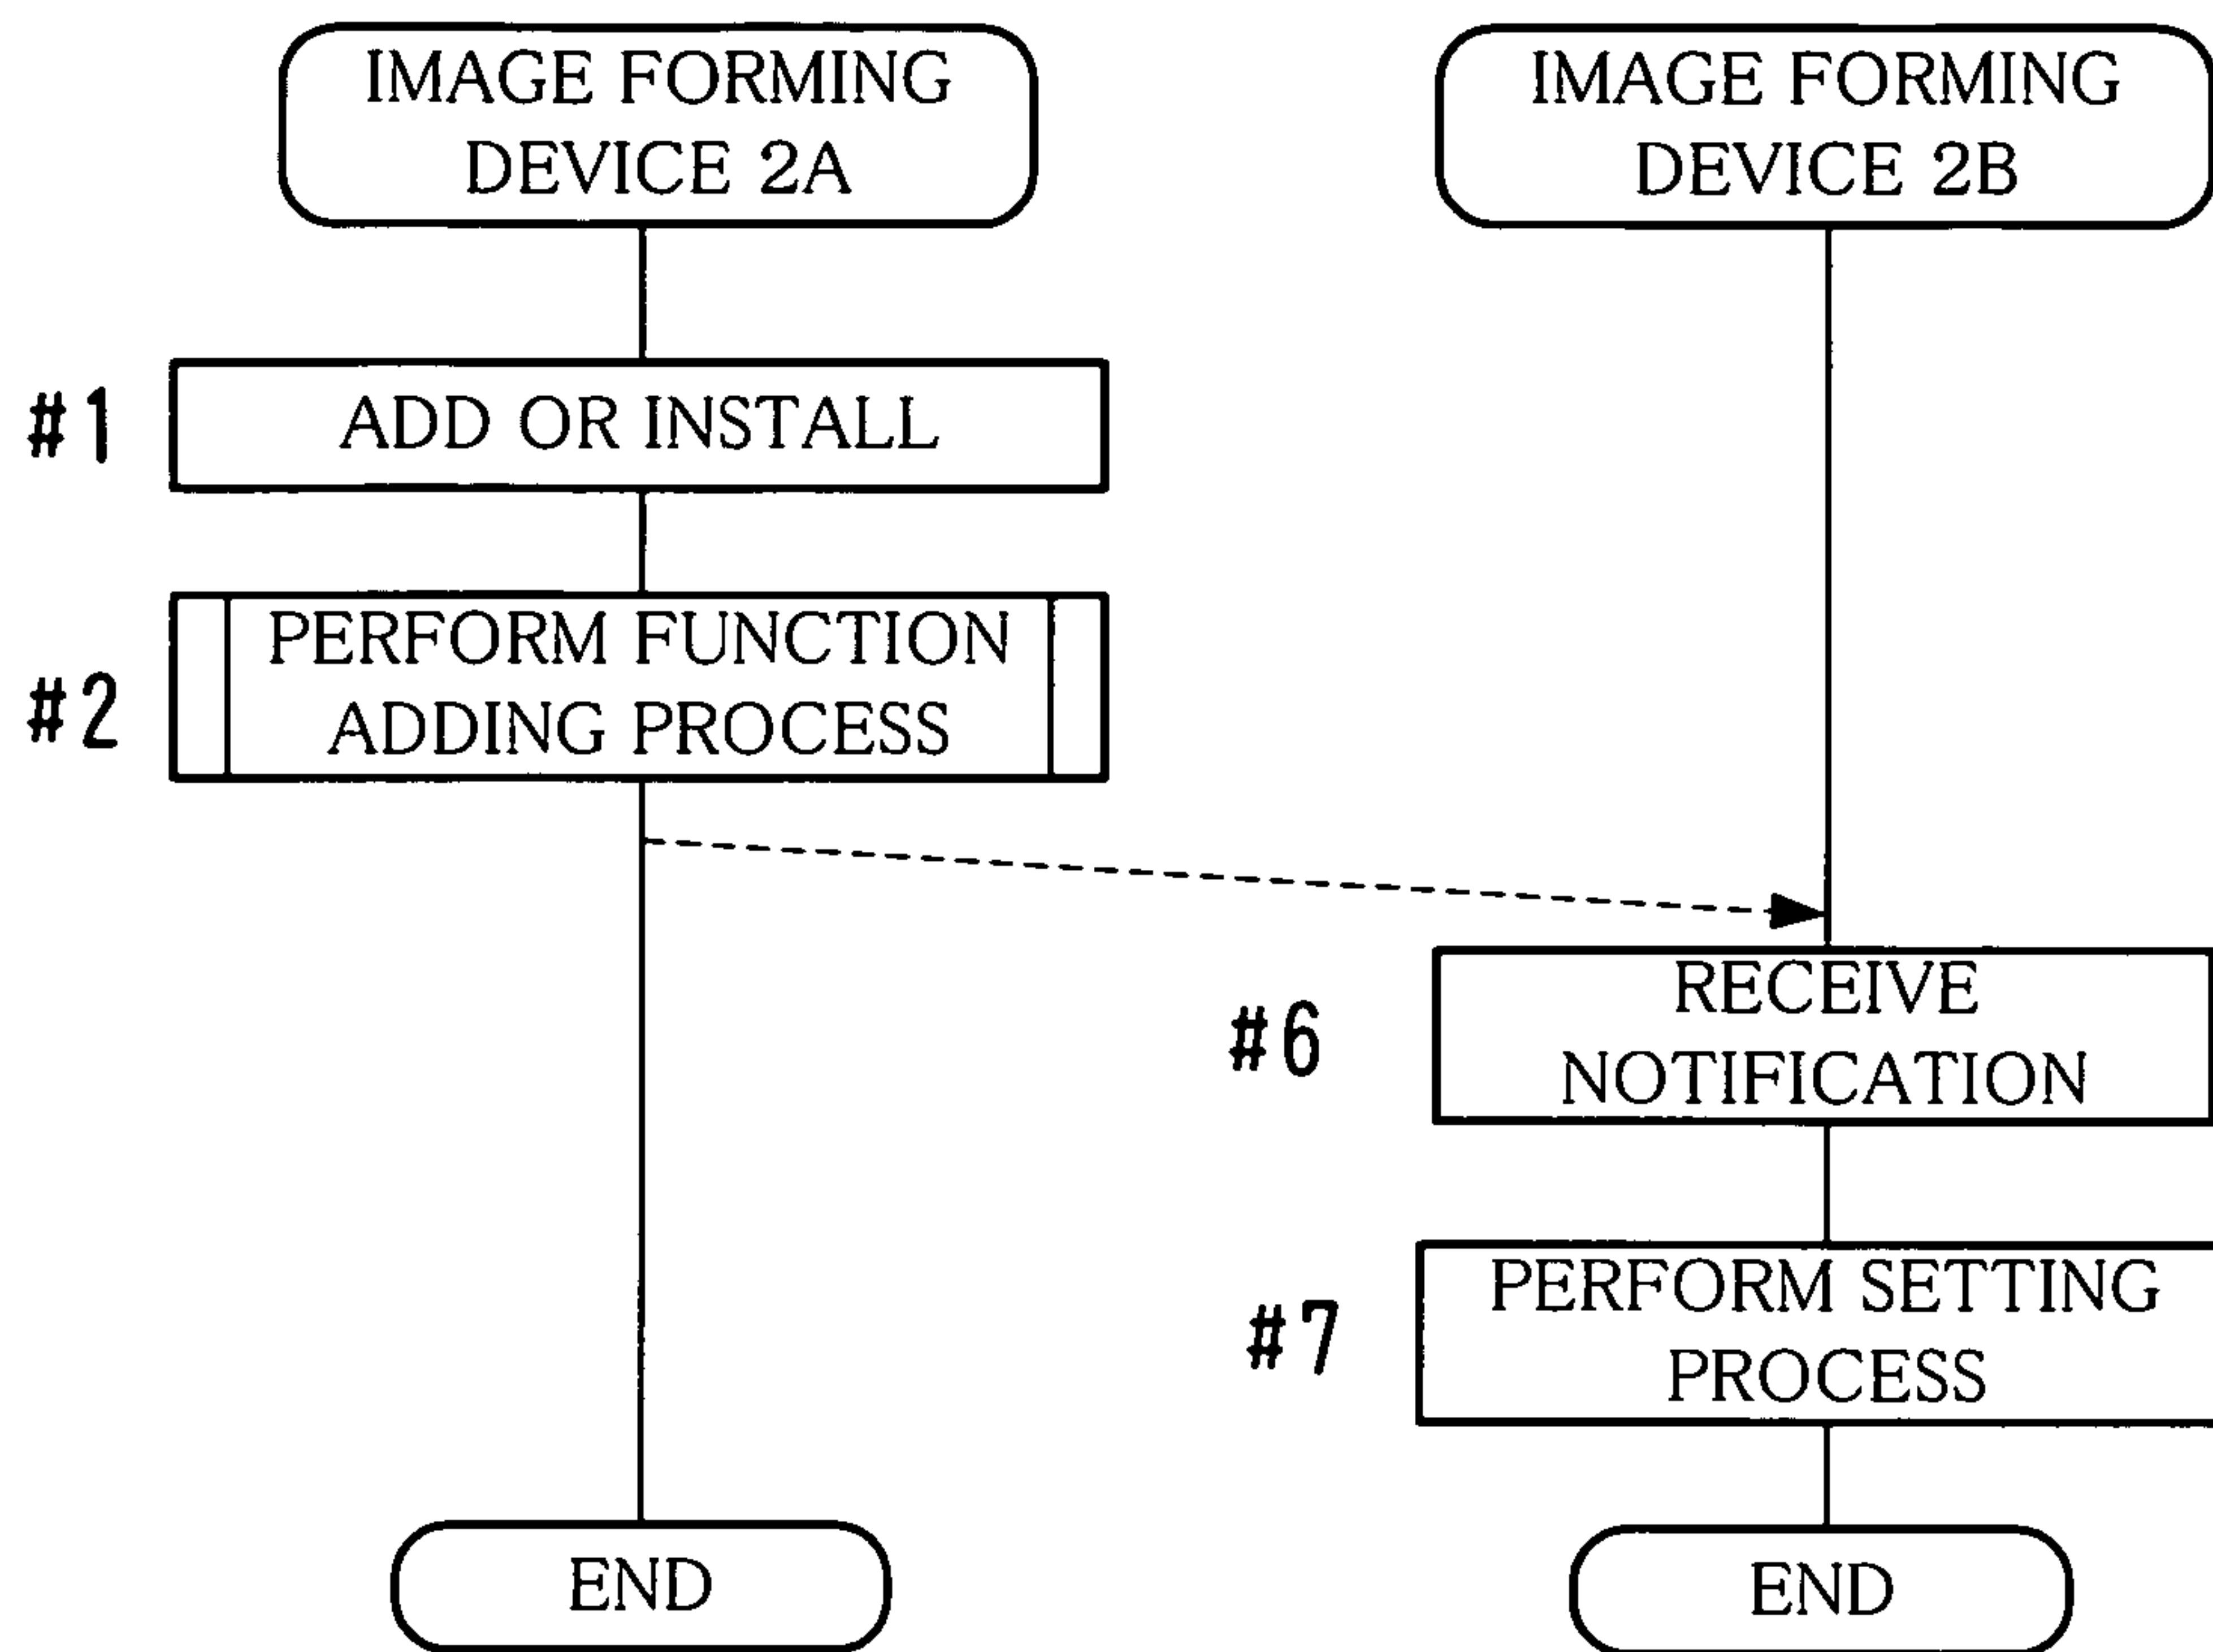 IMAGE FORMING
DEVICE 2A
#1
ADD OR INSTALL
#2
PERFORM FUNCTION
ADDING PROCESS
END
IMAGE FORMING
DEVICE 2B
#6
RECEIVE
NOTIFICATION
#7
PERFORM SETTING
PROCESS
END